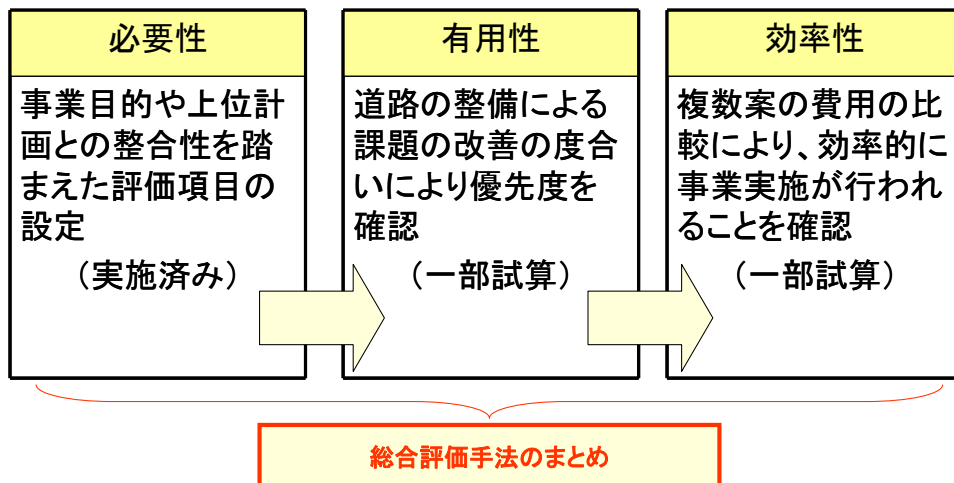 必要性
事業目的や上位計
画との整合性を踏
まえた評価項目の
設定
（実施済み）
有用性
道路の整備による
課題の改善の度合
いにより優先度を
確認
（一部試算）
効率性
複数案の費用の比
較により、効率的に
事業実施が行われ
ることを確認
（一部試算）
総合評価手法のまとめ